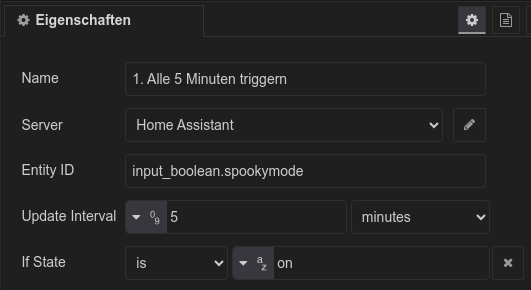 Eigenschaften
Name 1. Alle 5 Minuten triggern
Server Home Assistant
Entity ID input_boolean.spookymode
Update Interval 0 9 5 minutes
If State is a z on